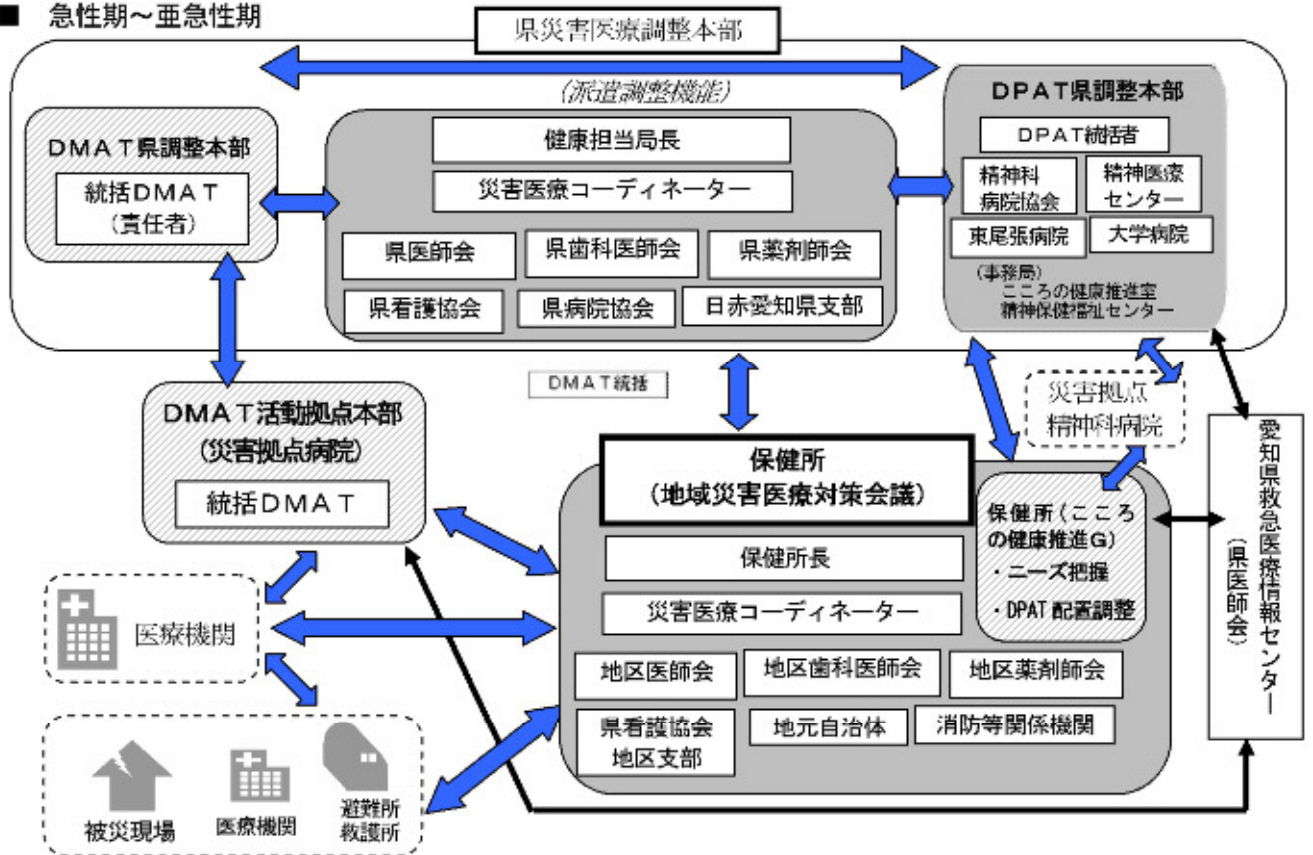 ■ 急性期～亜急性期
県災害医療調整本部
(派遣調整機能)
DMAT県調整本部
統括DMAT
(責任者)
健康担当局長
災害医療コーディネーター
県医師会
県歯科医師会
県薬剤師会
県看護協会
県病院協会
日赤愛知県支部
DPAT県調整本部
DPAT統括者
精神科
病院協会
精神医療
センター
東尾張病院
大学病院
(事務局)
こころの健康推進室
精神保健福祉センター
DMAT活動拠点本部
(災害拠点病院)
統括DMAT
DMAT統括
災害拠点
精神科病院
保健所
(地域災害医療対策会議)
保健所長
災害医療コーディネーター
保健所(こころ
の健康推進G)
・ニーズ把握
・DPAT 配置調整
地区医師会
地区歯科医師会
地区薬剤師会
県看護協会
地区支部
地元自治体
消防等関係機関
愛知県救急医療情報センター
(県医師会)
医療機関
被災現場
医療機関
避難所
救護所